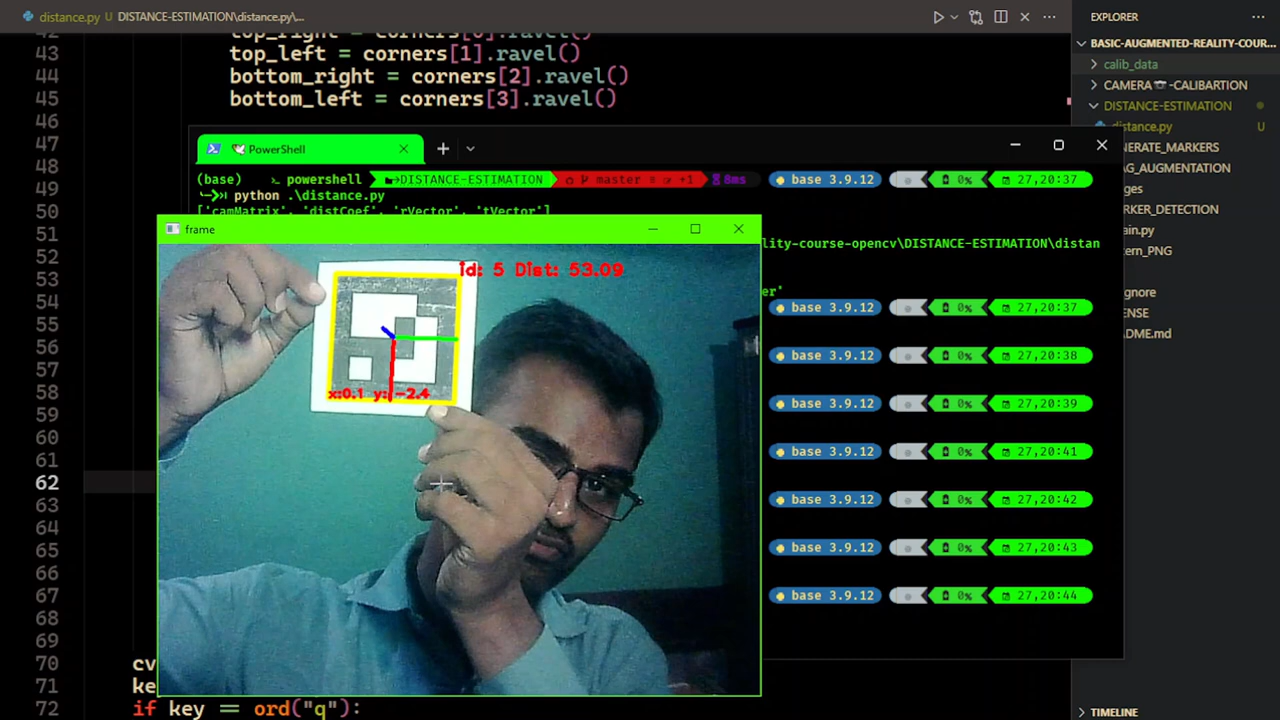 distance.py DISTANCE-ESTIMATION\distance.py\...
43 top_left = corners[1].ravel()
44 bottom_right = corners[2].ravel()
45 bottom_left = corners[3].ravel()
46
47
48
49
50
51
52
53
54
55
56
57
58
59
60
61
62
63
64
65
66
67
68
69
70 cv
71 ke
72 if key == ord("q"):
PowerShell
(base) powershell DISTANCE-ESTIMATION master ≡ +1 8ms base 3.9.12 0% 27,20:37
python .\distance.py
['camMatrix', 'distCoef', 'rVector', 'tVector']
lity-course-opencv\DISTANCE-ESTIMATION\distan
er'
base 3.9.12 0% 27,20:37
base 3.9.12 0% 27,20:38
base 3.9.12 0% 27,20:39
base 3.9.12 0% 27,20:41
base 3.9.12 0% 27,20:42
base 3.9.12 0% 27,20:43
base 3.9.12 0% 27,20:44
frame
id: 5 Dist: 53.09
x:0.1 y:-2.4
EXPLORER
BASIC-AUGMENTED-REALITY-COUR...
calib_data
CAMERA -CALIBARTION
DISTANCE-ESTIMATION
distance.py U
ENERATE_MARKERS
AG_AUGMENTATION
ges
RKER_DETECTION
ain.py
tern_PNG
gnore
ENSE
DME.md
TIMELINE